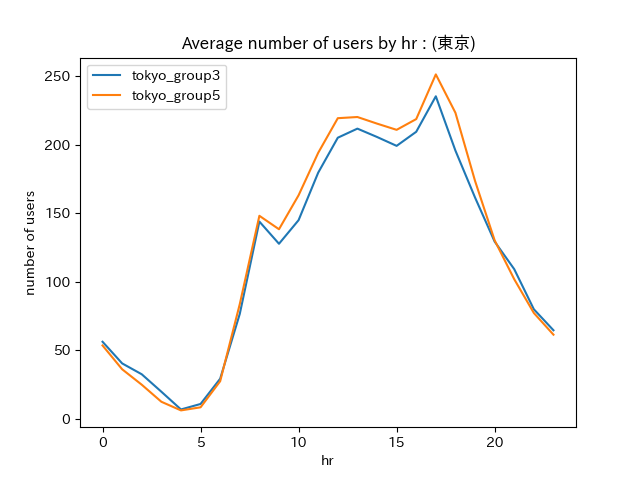 Average number of users by hr : (東京)
tokyo_group3
tokyo_group5
250
200
150
100
50
0
number of users
0 5 10 15 20
hr